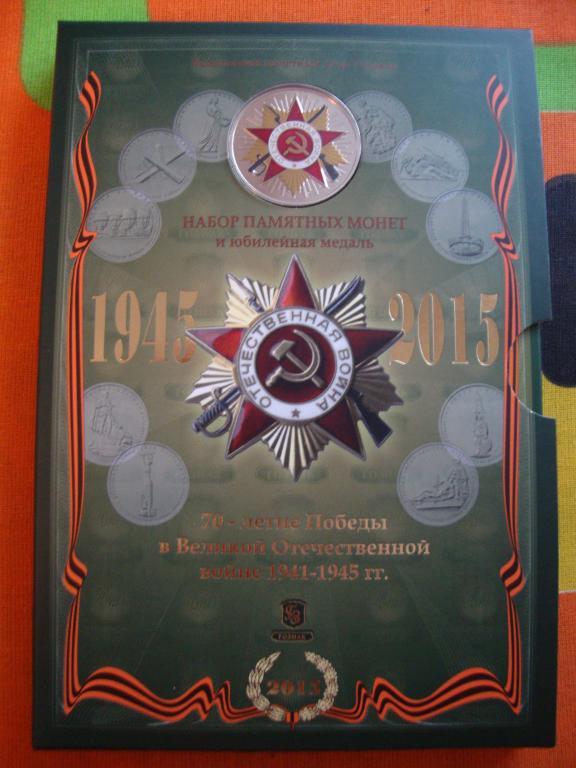 НАБОР ПАМЯТНЫХ МОНЕТ
и юбилейная медаль
1945 2015
ОТЕЧЕСТВЕННАЯ ВОЙНА
70 - летие Победы
в Великой Отечественной
войне 1941-1945 гг.
ГОЗНАК
2015